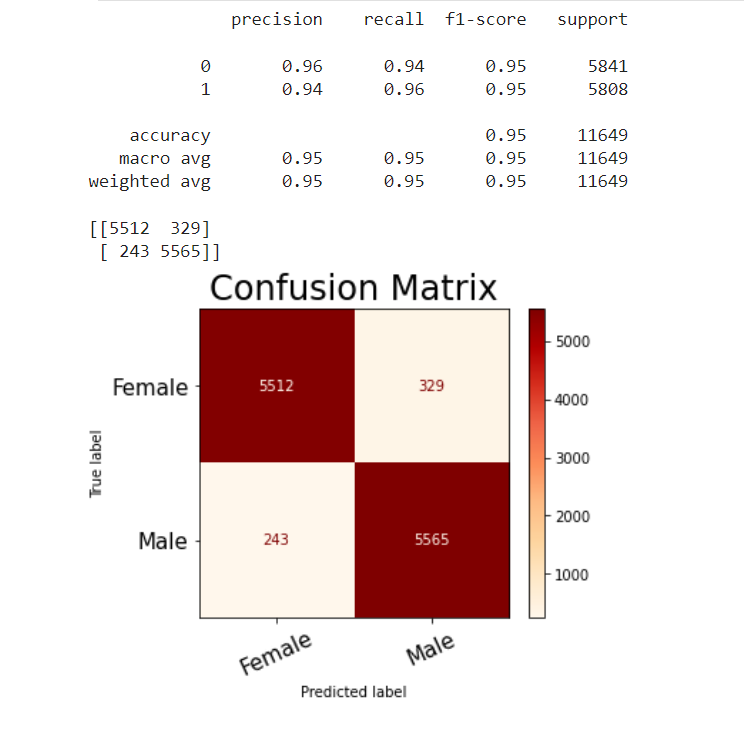 precision recall f1-score support
0 0.96 0.94 0.95 5841
1 0.94 0.96 0.95 5808
accuracy 0.95 11649
macro avg 0.95 0.95 0.95 11649
weighted avg 0.95 0.95 0.95 11649
[[5512 329]
[ 243 5565]]
Confusion Matrix
Female 5512 329
Male 243 5565
True label
Female Male
Predicted label
5000
4000
3000
2000
1000